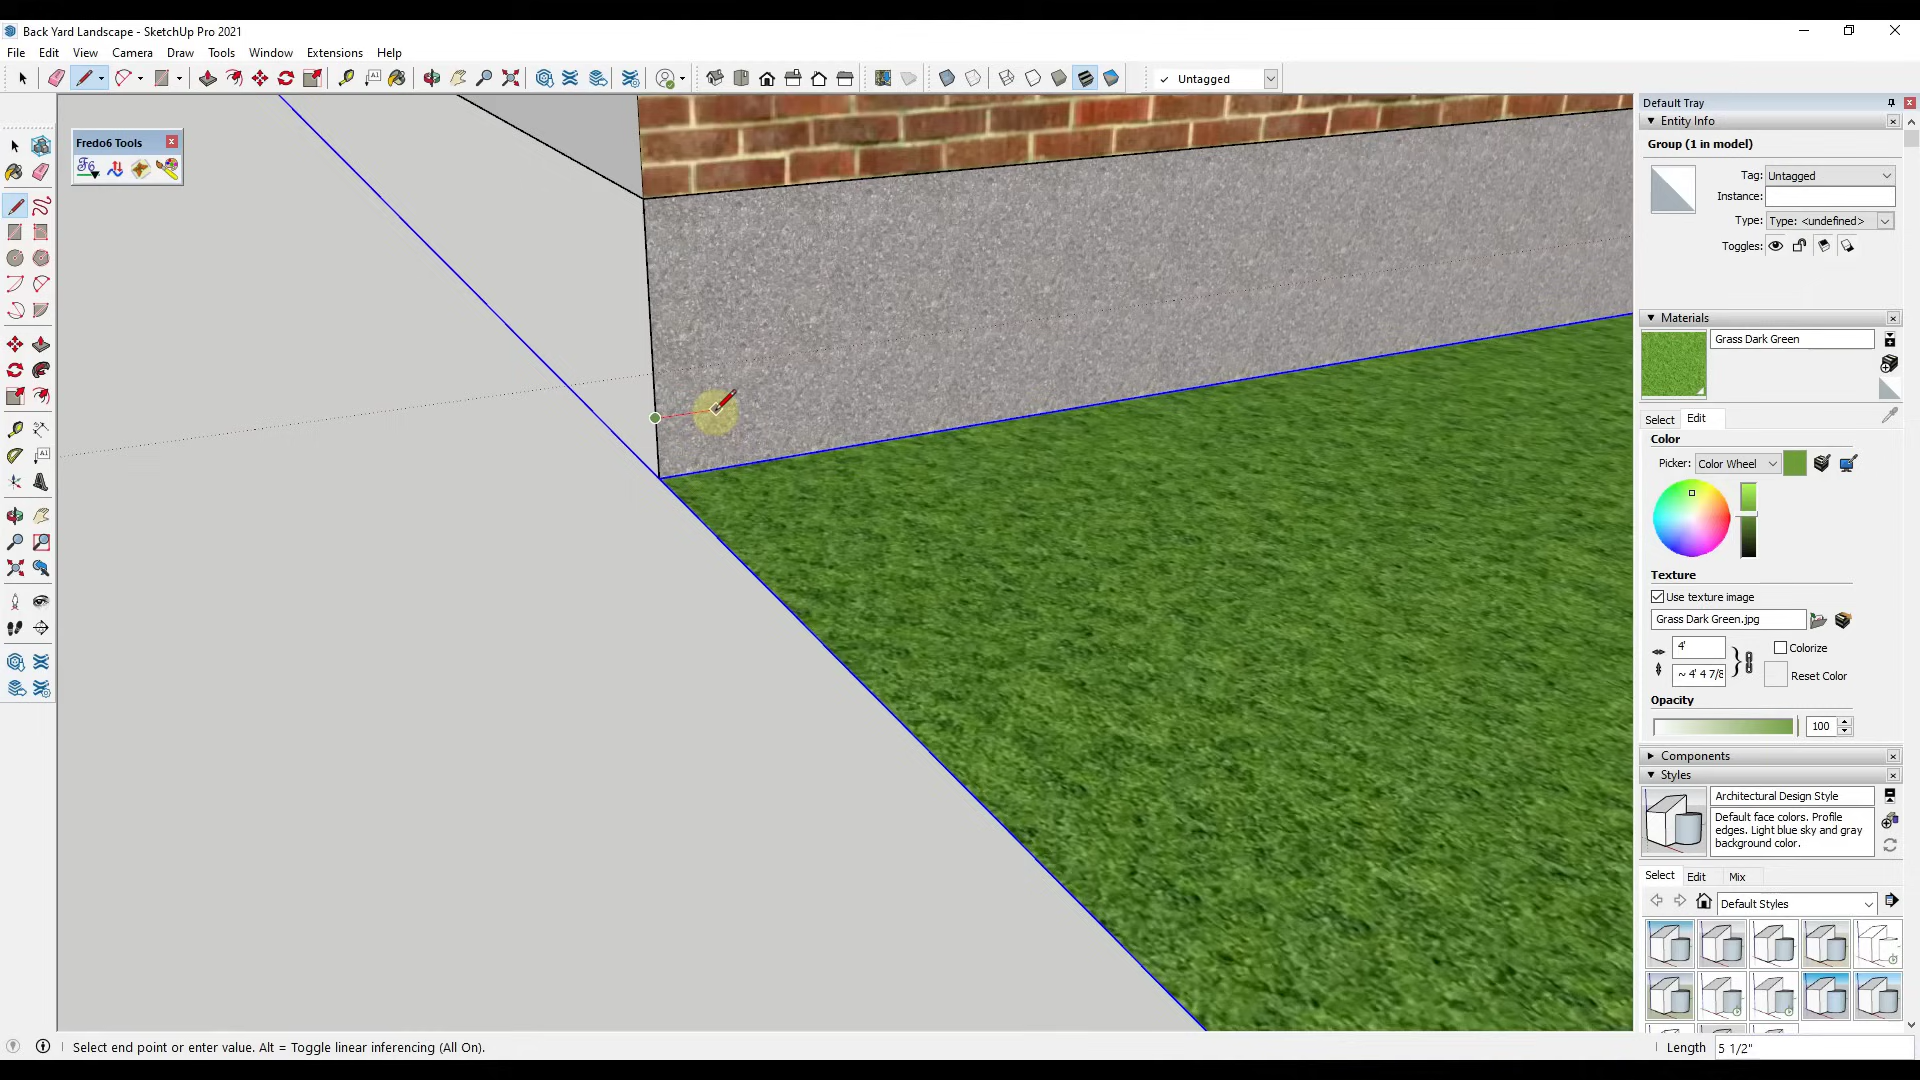 Back Yard Landscape - SketchUp Pro 2021
File Edit View Camera Draw Tools Window Extensions Help
Untagged
Fredo6 Tools
Default Tray
Entity Info
Group (1 in model)
Tag: Untagged
Instance:
Type: Type: <undefined>
Toggles:
Materials
Grass Dark Green
Select Edit
Color
Picker: Color Wheel
Texture
Use texture image
Grass Dark Green.jpg
4'
Colorize
~ 4' 4 7/8
Reset Color
Opacity
100
Components
Styles
Architectural Design Style
Default face colors. Profile
edges. Light blue sky and gray
background color.
Select Edit Mix
Default Styles
Select end point or enter value. Alt = Toggle linear inferencing (All On).
Length 5 1/2"